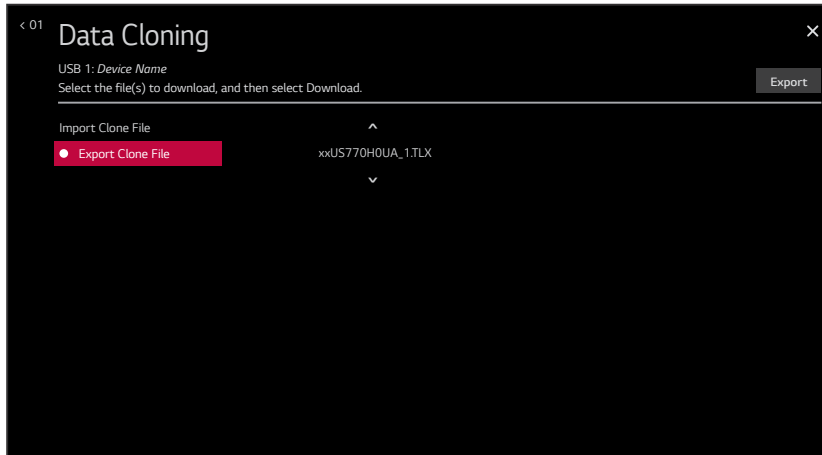 < 01
Data Cloning
USB 1: Device Name
Select the file(s) to download, and then select Download.
Export
Import Clone File
Export Clone File
xxUS770H0UA_1.TLX